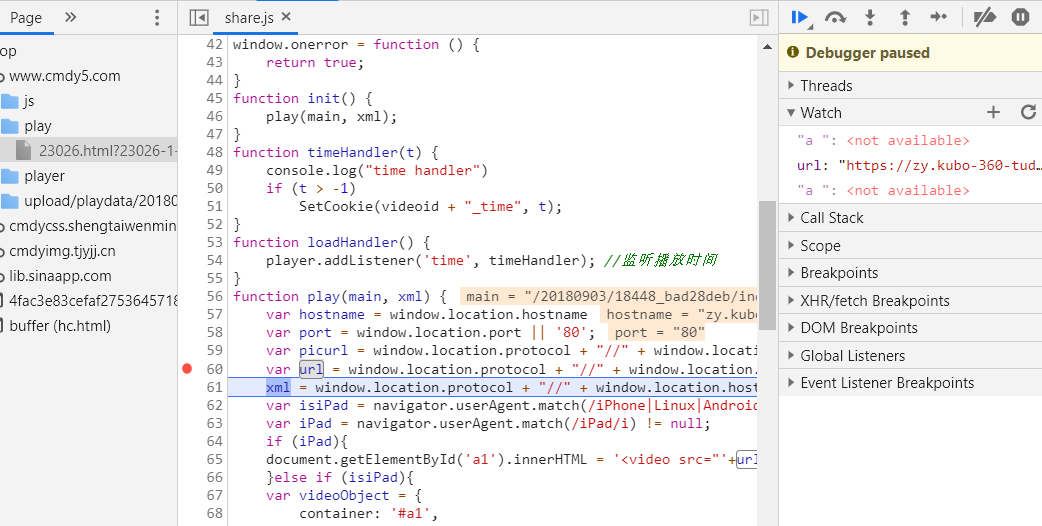 Page
share.js
op
www.cmdy5.com
js
play
23026.html?23026-1-
player
upload/playdata/20180
cmdycss.shengtaiwenmin
cmdyimg.tjyjj.cn
lib.sinaapp.com
4fac3e83cefaf2753645718
buffer (hc.html)
42 window.onerror = function () {
43 return true;
44 }
45 function init() {
46 play(main, xml);
47 }
48 function timeHandler(t) {
49 console.log("time handler")
50 if (t > -1)
51 SetCookie(videoid + "_time", t);
52 }
53 function loadHandler() {
54 player.addListener('time', timeHandler); //监听播放时间
55 }
56 function play(main, xml) { main = "/20180903/18448_bad28deb/ind
57 var hostname = window.location.hostname hostname = "zy.kubo
58 var port = window.location.port || '80'; port = "80"
59 var picurl = window.location.protocol + "//" + window.locati
60 var url = window.location.protocol + "//" + window.location.
61 xml = window.location.protocol + "//" + window.location.host
62 var isiPad = navigator.userAgent.match(/iPhone|Linux|Android
63 var iPad = navigator.userAgent.match(/iPad/i) != null;
64 if (iPad){
65 document.getElementById('a1').innerHTML = '<video src="'+url
66 }else if (isiPad){
67 var videoObject = {
68 container: '#a1',
Debugger paused
Threads
Watch
"a ": <not available>
url: "https://zy.kubo-360-tud…
"a ": <not available>
Call Stack
Scope
Breakpoints
XHR/fetch Breakpoints
DOM Breakpoints
Global Listeners
Event Listener Breakpoints